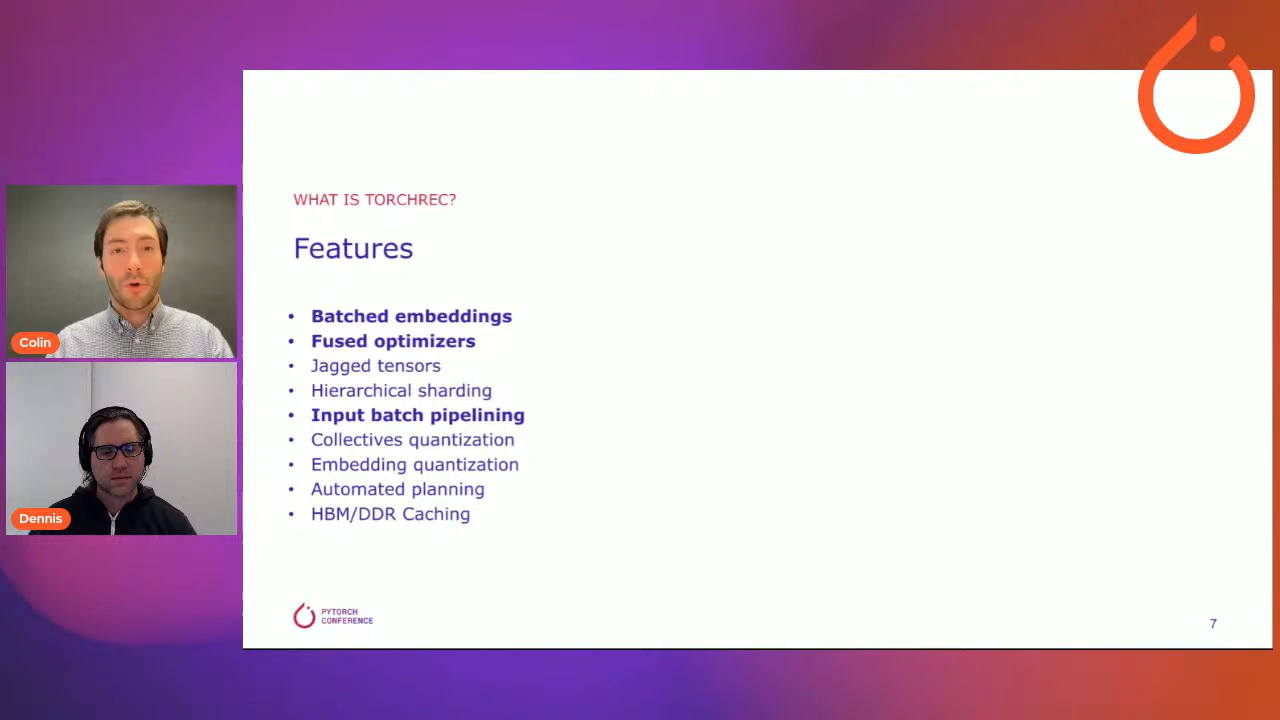 WHAT IS TORCHREC?
Features
• Batched embeddings
• Fused optimizers
• Jagged tensors
• Hierarchical sharding
• Input batch pipelining
• Collectives quantization
• Embedding quantization
• Automated planning
• HBM/DDR Caching
PYTORCH
CONFERENCE
7
Colin
Dennis